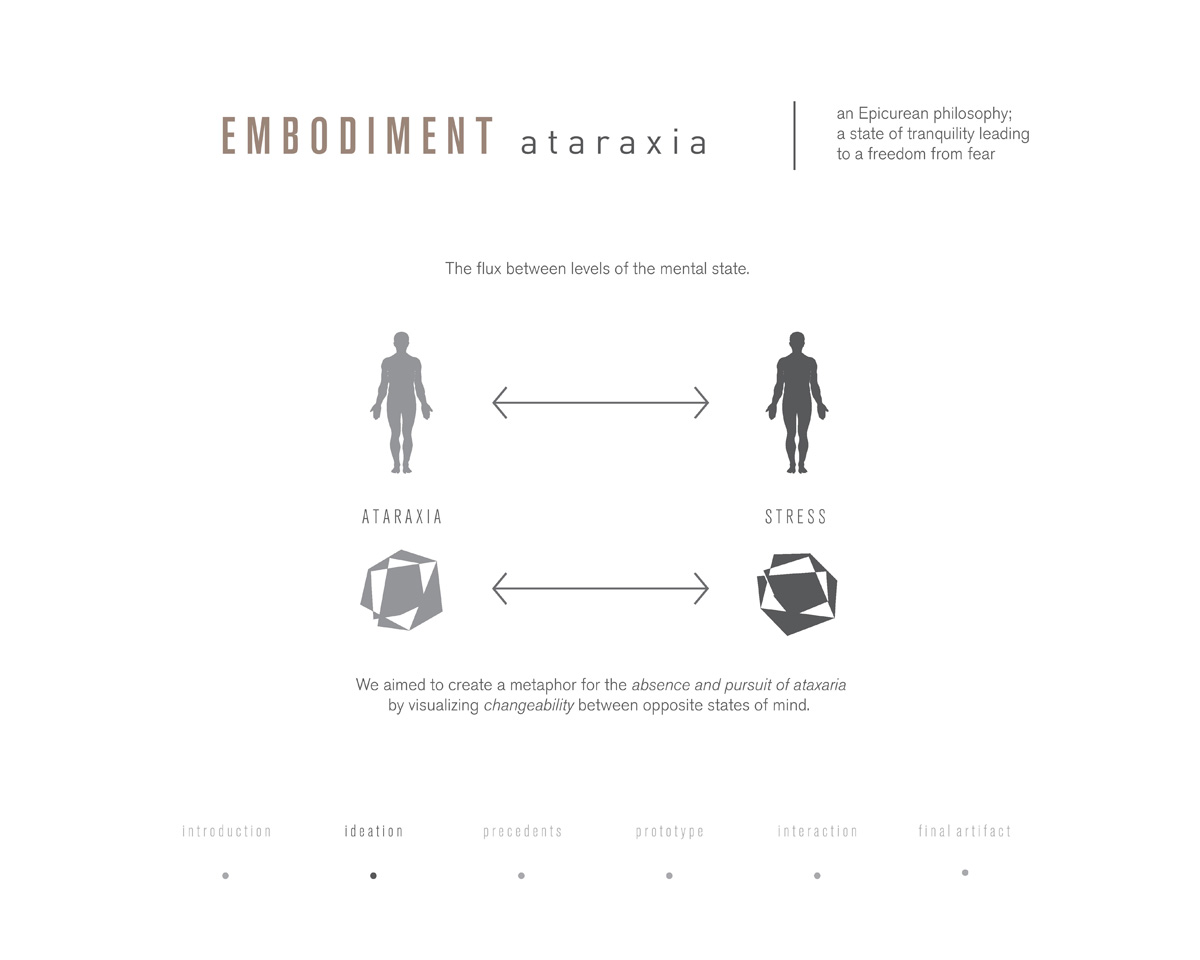 EMBODIMENT ataraxia
an Epicurean philosophy;
a state of tranquility leading
to a freedom from fear
The flux between levels of the mental state.
ATARAXIA
STRESS
We aimed to create a metaphor for the absence and pursuit of ataxaria
by visualizing changeability between opposite states of mind.
introduction
ideation
precedents
prototype
interaction
final artifact